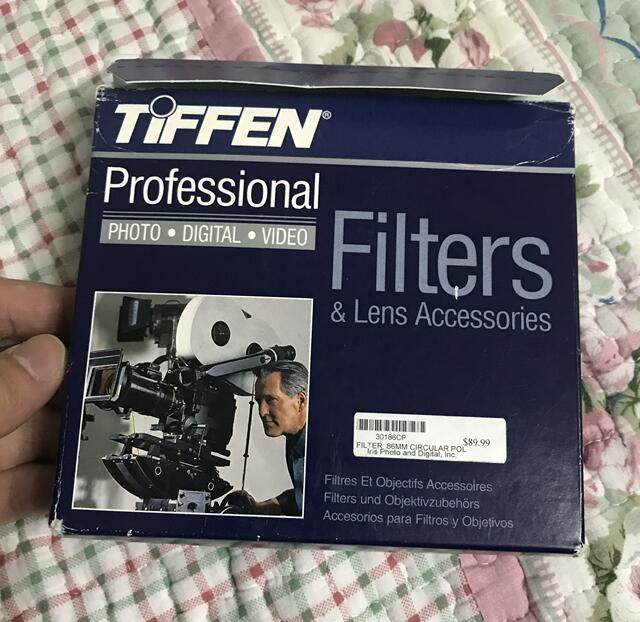 TIFFEN®
Professional
PHOTO • DIGITAL • VIDEO
Filters
& Lens Accessories
30186CP
FILTER, 86MM CIRCULAR POL
$89.99
Iris Photo and Digital, Inc.
Filtres Et Objectifs Accessoires
Filters und Objektivzubehörs
Accesorios para Filtros y Objetivos